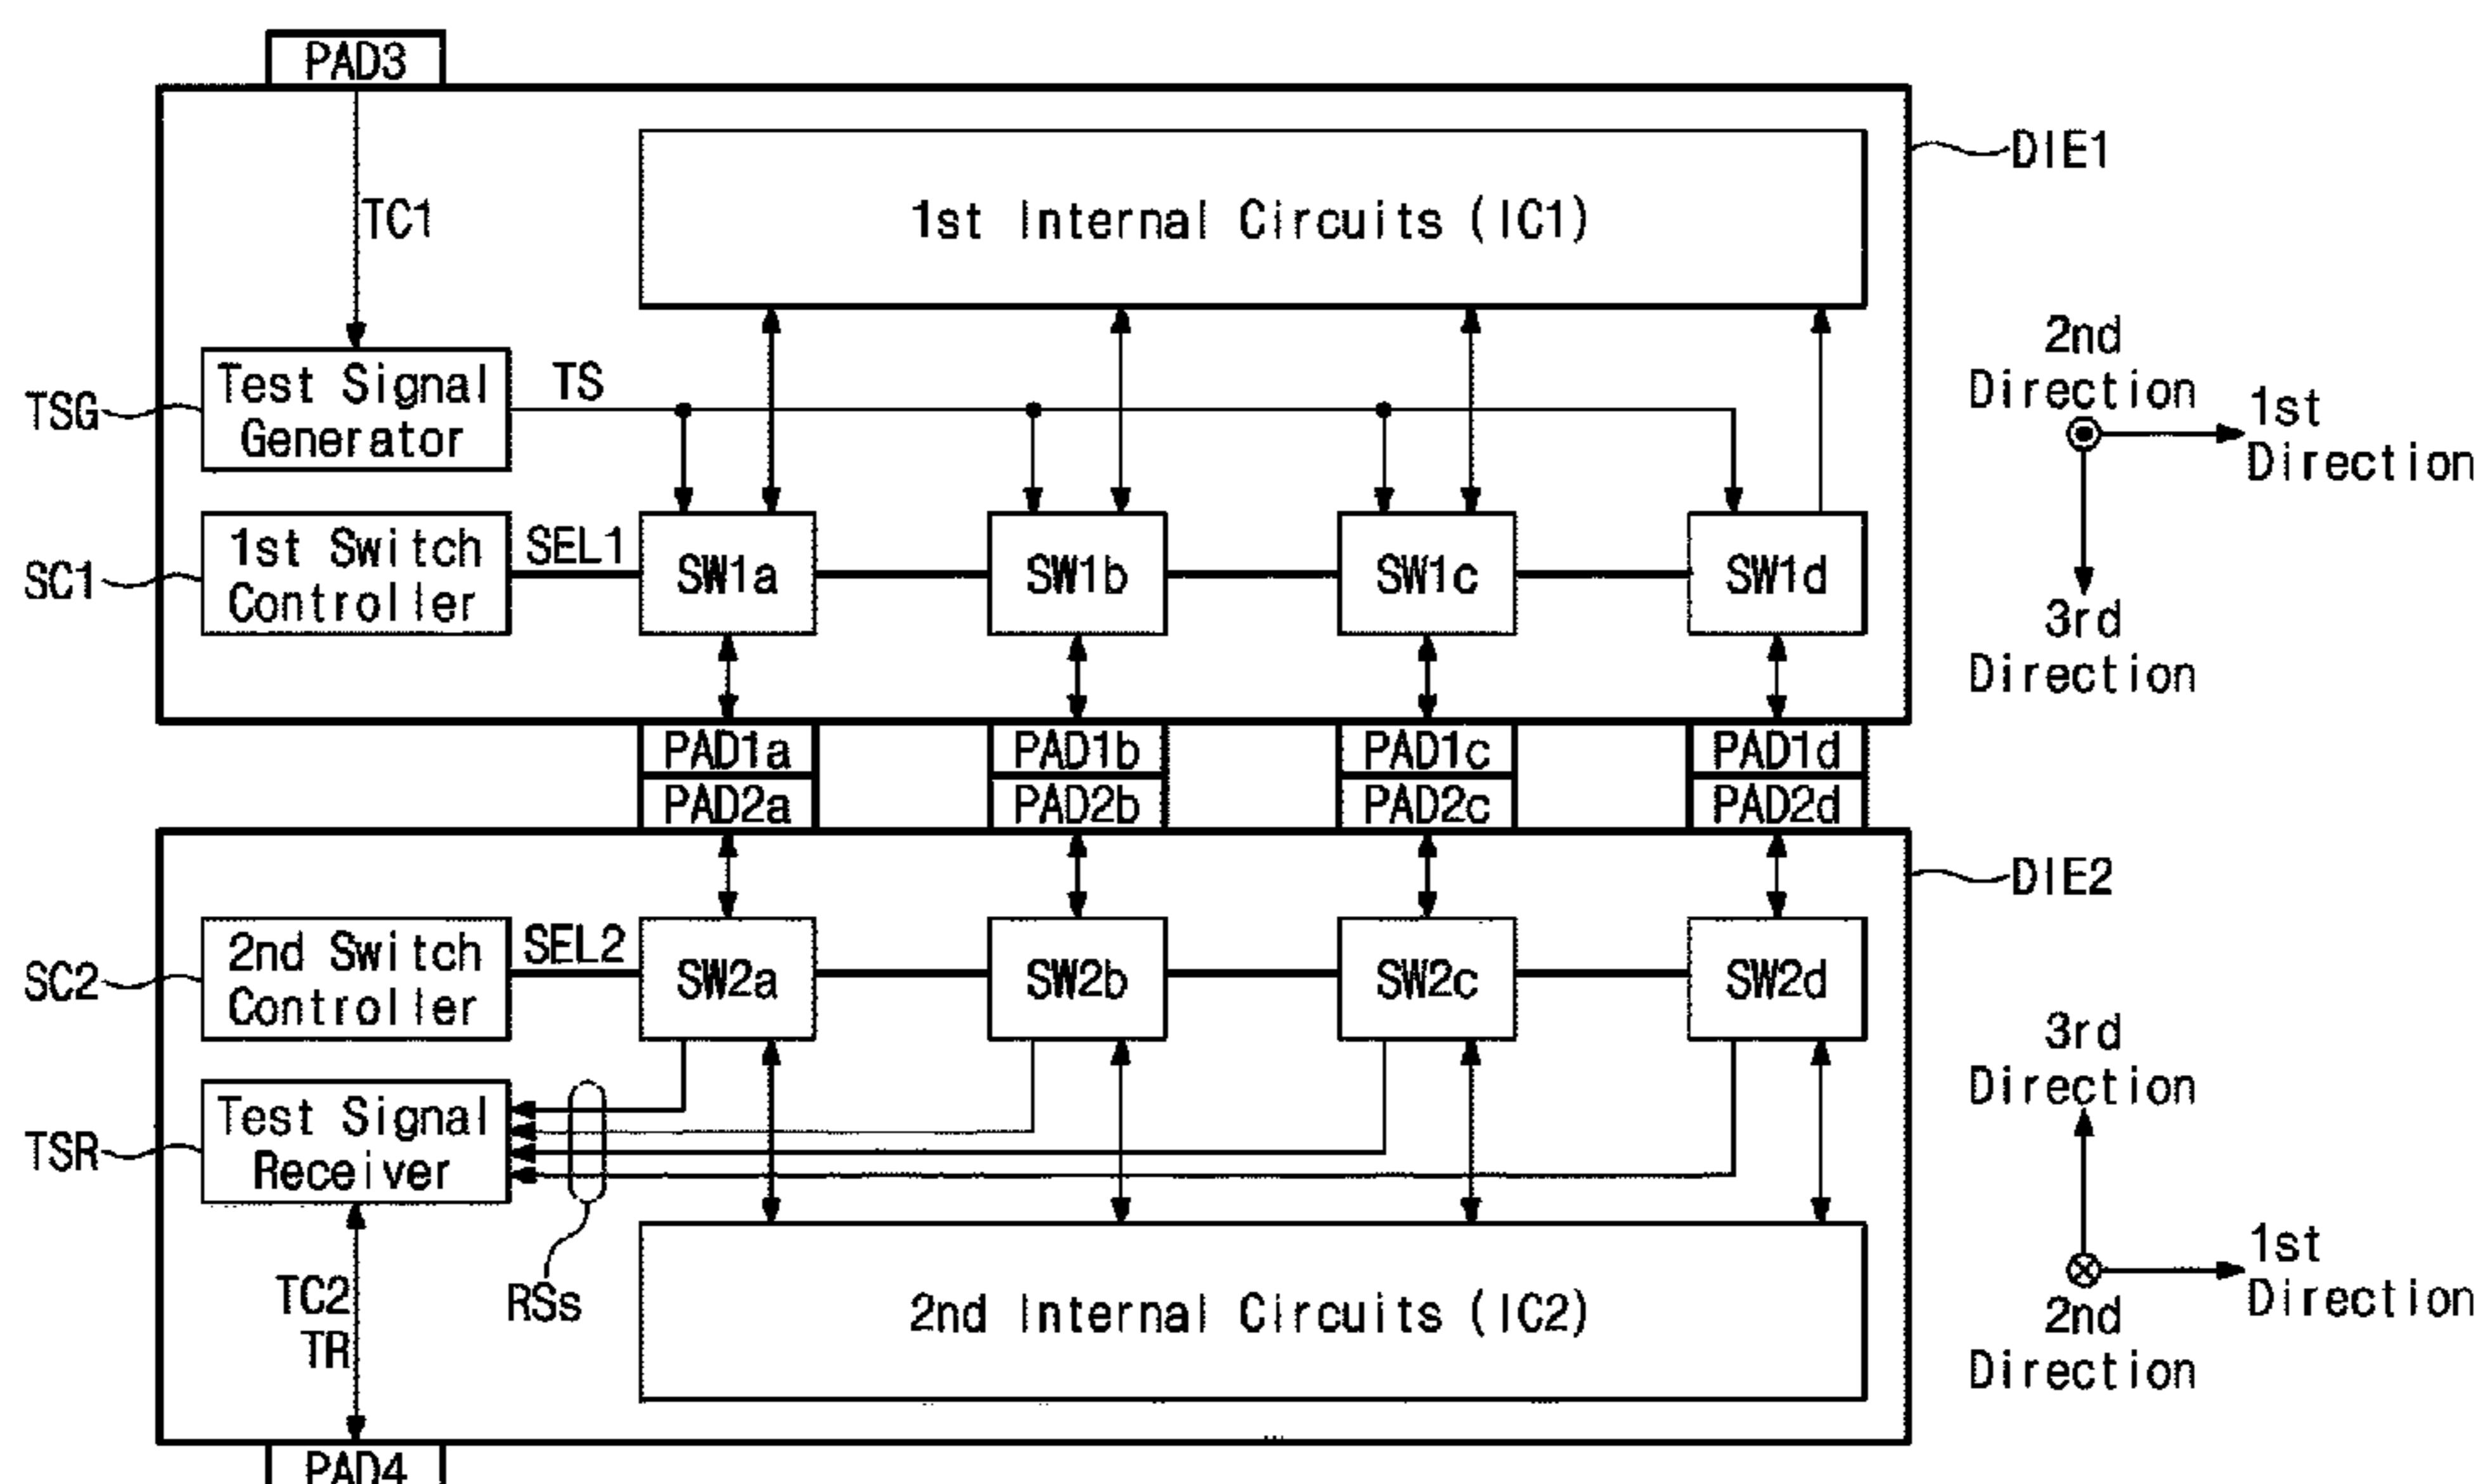 PAD3
DIE1
1st Internal Circuits (IC1)
TC1
2nd
Direction
1st
Direction
3rd
Direction
TSG
Test Signal
Generator
TS
SC1
1st Switch
Controller
SEL1
SW1a
SW1b
SW1c
SW1d
PAD1a
PAD1b
PAD1c
PAD1d
PAD2a
PAD2b
PAD2c
PAD2d
DIE2
SC2
2nd Switch
Controller
SEL2
SW2a
SW2b
SW2c
SW2d
3rd
Direction
1st
Direction
2nd
Direction
TSR
Test Signal
Receiver
RSs
TC2
TR
2nd Internal Circuits (IC2)
PAD4